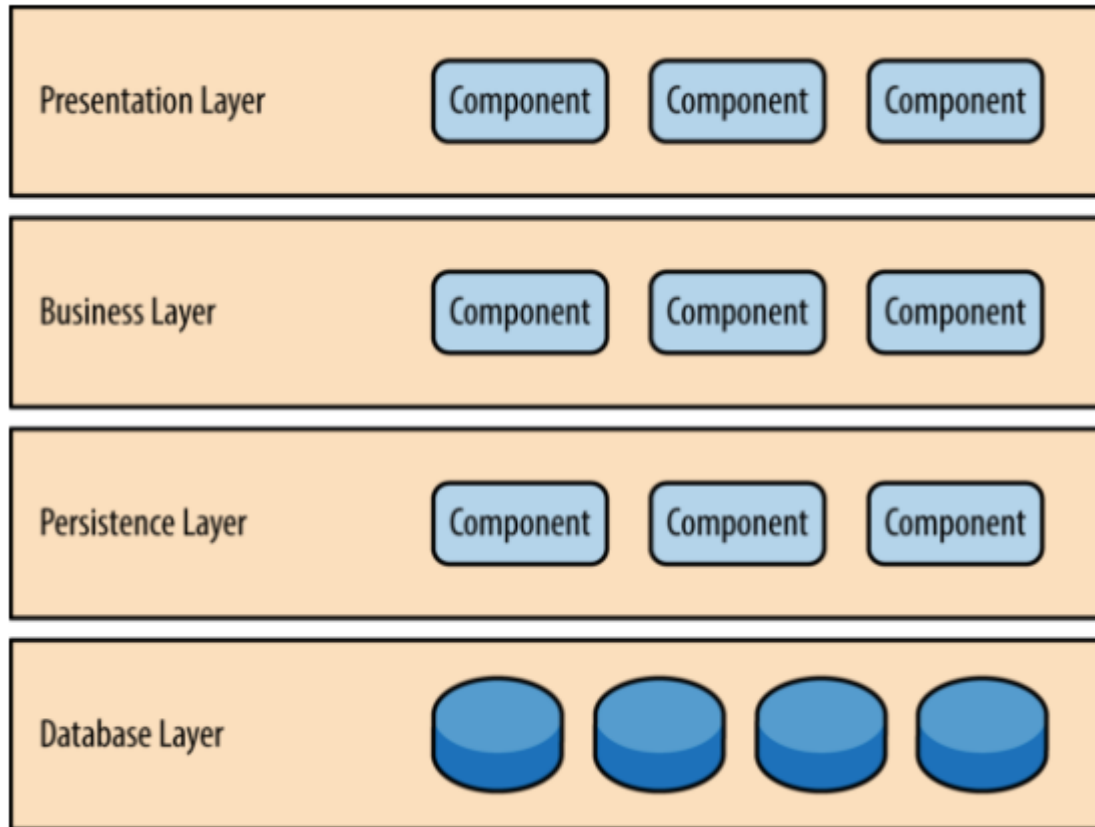 Presentation Layer
Component Component Component
Business Layer
Component Component Component
Persistence Layer
Component Component Component
Database Layer